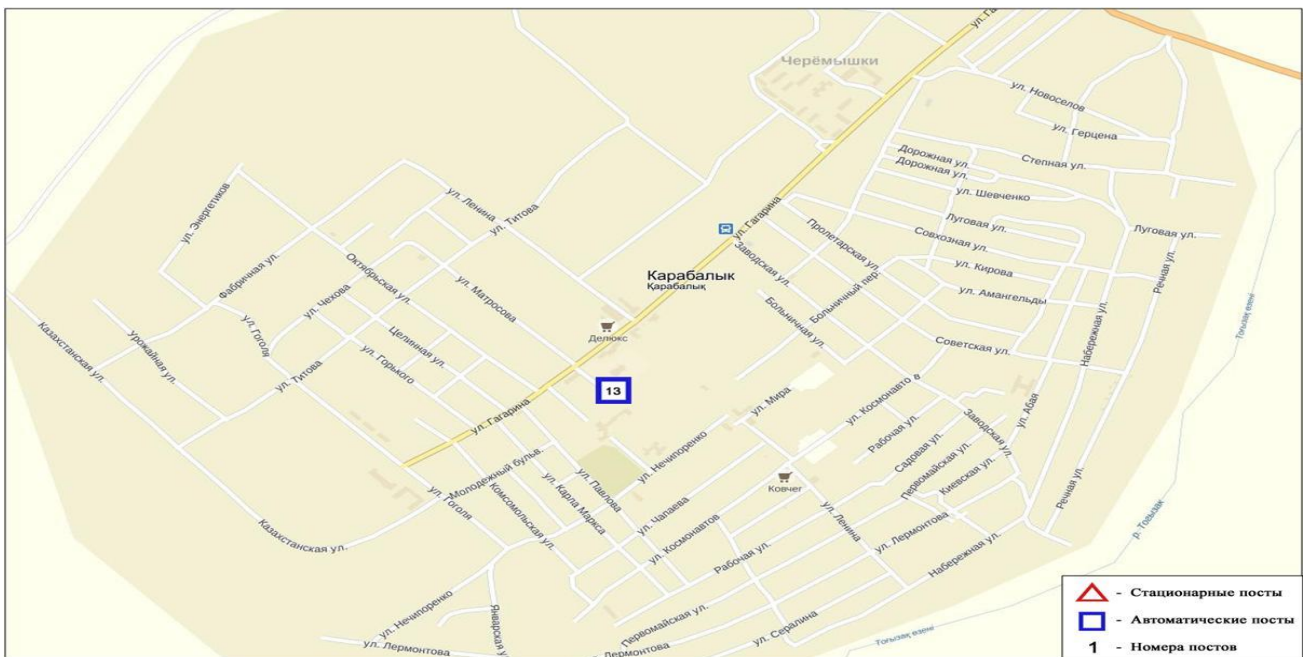 ул. Гагарина
Черёмышки
ул. Новоселов
ул. Герцена
Дорожная ул.
Дорожная ул.
Степная ул.
ул. Шевченко
ул. Энергетиков
ул. Ленина
ул. Титова
ул. Гагарина
Пролетарская ул.
Луговая ул.
Луговая ул.
Совхозная ул.
Заводская ул.
Октябрьская ул.
Фабричная ул.
Карабалык
Қарабалық
ул. Кирова
Речная ул.
Больничный пер.
ул. Амангельды
ул. Чехова
ул. Матросова
Больничная ул.
Набережная ул.
Тоғызақ өзені
Казахстанская ул.
Урожайная ул.
ул. Гоголя
Целинная ул.
ул. Горького
Делюкс
Советская ул.
ул. Титова
13
ул. Гагарина
ул. Мира
ул. Космонавто в
Рабочая ул.
Заводская ул.
ул. Абая
Садовая ул.
Первомайская ул.
Киевская ул.
ул. Нечипоренко
Молодежный бульв.
ул. Павлова
ул. Карла Маркса
Комсомольская ул.
ул. Гоголя
Ковчег
Речная ул.
ул. Чапаева
ул. Космонавтов
ул. Ленина
ул. Лермонтова
Казахстанская ул.
Рабочая ул.
Набережная ул.
р. Тогызак
ул. Нечипоренко
Январская ул.
Первомайская ул.
ул. Сералина
ул. Лермонтова
Тоғызақ өзені
- Стационарные посты
- Автоматические посты
1 - Номера постов